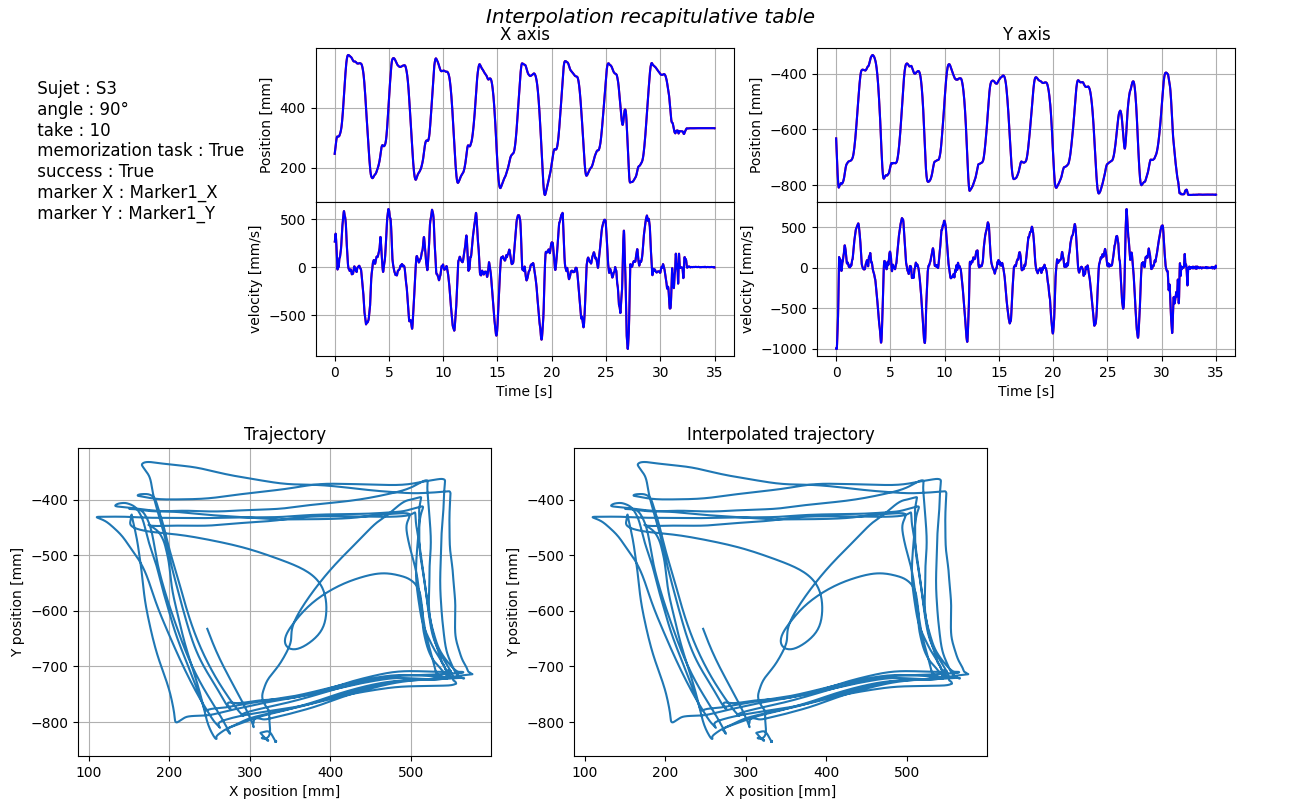 Interpolation recapitulative table
X axis
Y axis
Sujet : S3
angle : 90°
take : 10
memorization task : True
success : True
marker X : Marker1_X
marker Y : Marker1_Y
Position [mm]
400
200
velocity [mm/s]
500
0
−500
0 5 10 15 20 25 30 35
Time [s]
Position [mm]
−400
−600
−800
velocity [mm/s]
500
0
−500
−1000
0 5 10 15 20 25 30 35
Time [s]
Trajectory
Y position [mm]
−400
−500
−600
−700
−800
100 200 300 400 500
X position [mm]
Interpolated trajectory
Y position [mm]
−400
−500
−600
−700
−800
100 200 300 400 500
X position [mm]